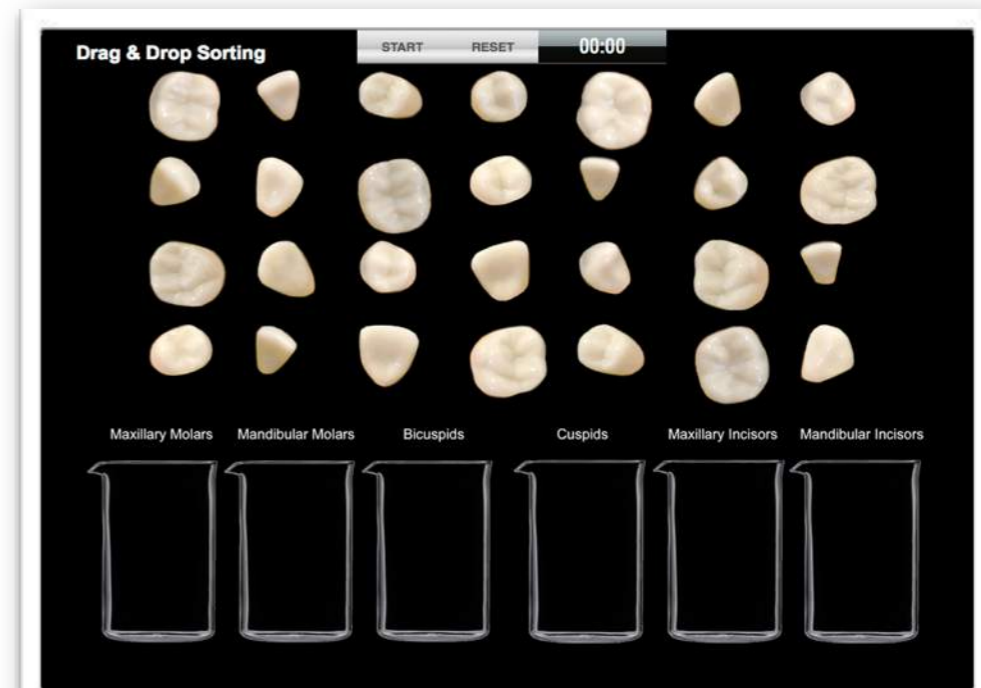 Drag & Drop Sorting
START RESET 00:00
Maxillary Molars Mandibular Molars Bicuspids Cuspids Maxillary Incisors Mandibular Incisors